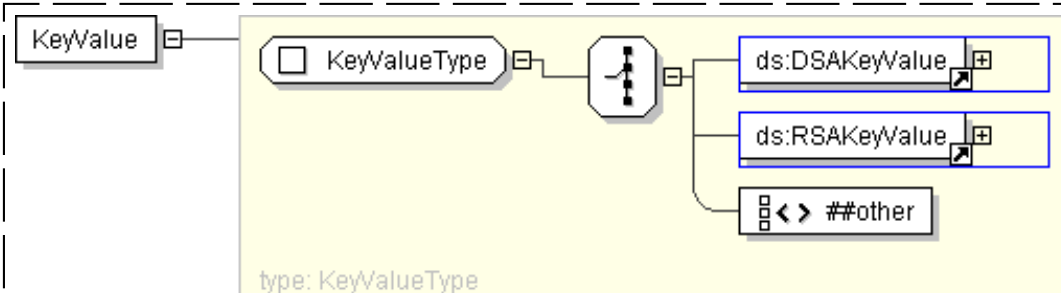 KeyValue
KeyValueType
ds:DSAKeyValue
ds:RSAKeyValue
##other
type: KeyValueType